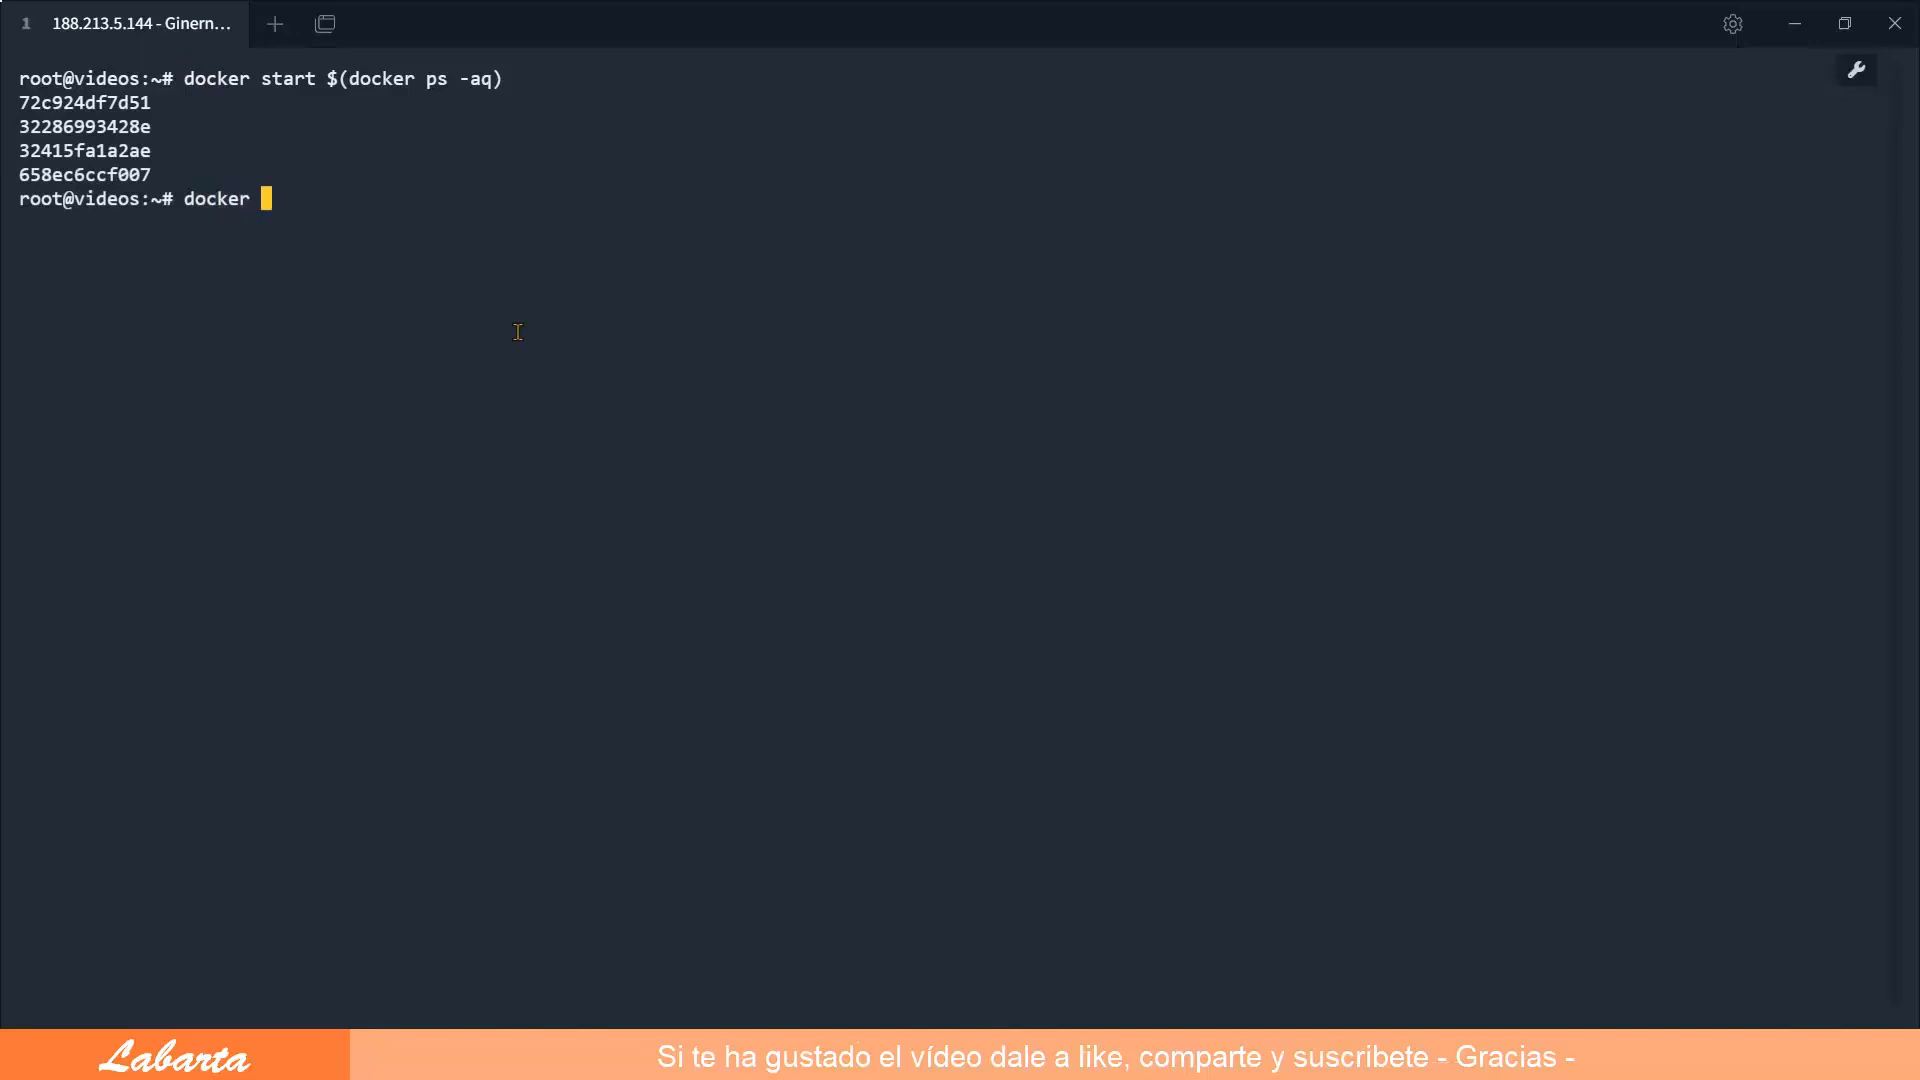 1 188.213.5.144 - Ginern...
root@videos:~# docker start $(docker ps -aq)
72c924df7d51
32286993428e
32415fa1a2ae
658ec6ccf007
root@videos:~# docker
Labarta
Si te ha gustado el vídeo dale a like, comparte y suscribete - Gracias -